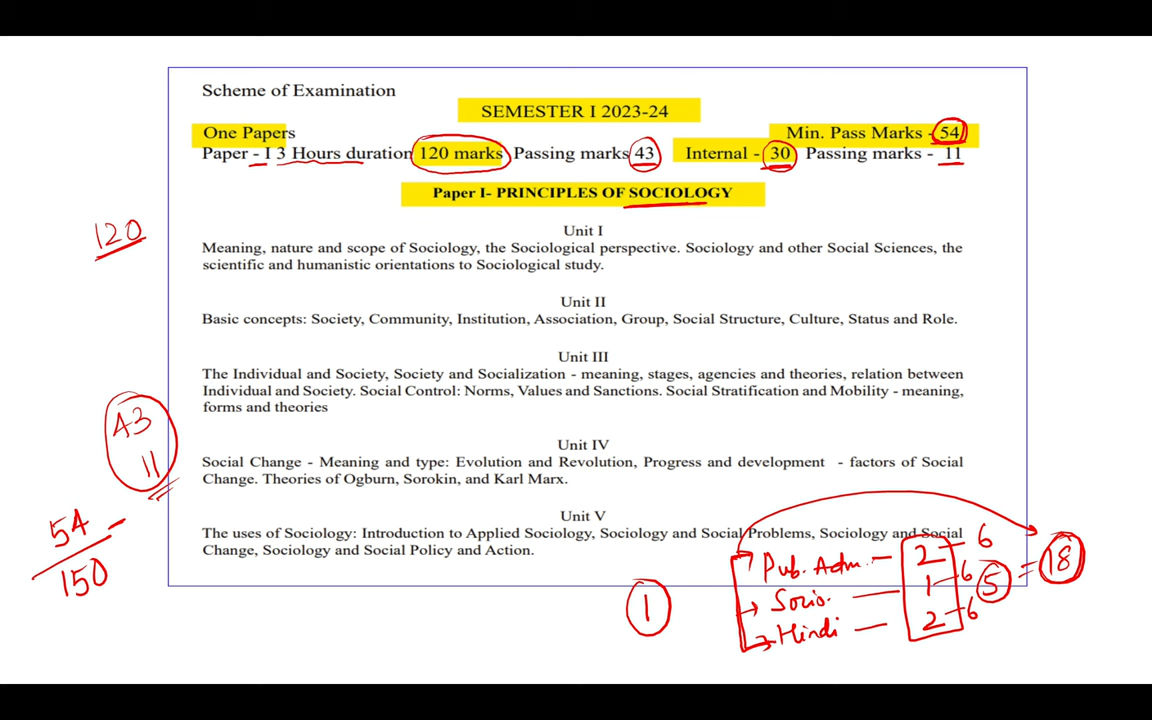 Scheme of Examination
SEMESTER I 2023-24
One Papers Min. Pass Marks - 54
Paper - I 3 Hours duration 120 marks Passing marks 43 Internal - 30 Passing marks - 11
Paper I- PRINCIPLES OF SOCIOLOGY
120
Unit I
Meaning, nature and scope of Sociology, the Sociological perspective. Sociology and other Social Sciences, the
scientific and humanistic orientations to Sociological study.
Unit II
Basic concepts: Society, Community, Institution, Association, Group, Social Structure, Culture, Status and Role.
Unit III
The Individual and Society, Society and Socialization - meaning, stages, agencies and theories, relation between
Individual and Society. Social Control: Norms, Values and Sanctions. Social Stratification and Mobility - meaning,
forms and theories
43
11
Unit IV
Social Change - Meaning and type: Evolution and Revolution, Progress and development - factors of Social
Change. Theories of Ogburn, Sorokin, and Karl Marx.
54
150
Unit V
The uses of Sociology: Introduction to Applied Sociology, Sociology and Social Problems, Sociology and Social
Change, Sociology and Social Policy and Action.
Pub. Adm. - 2 - 6
Socio. - 1 - 6 5 = 18
Hindi - 2 - 6
1